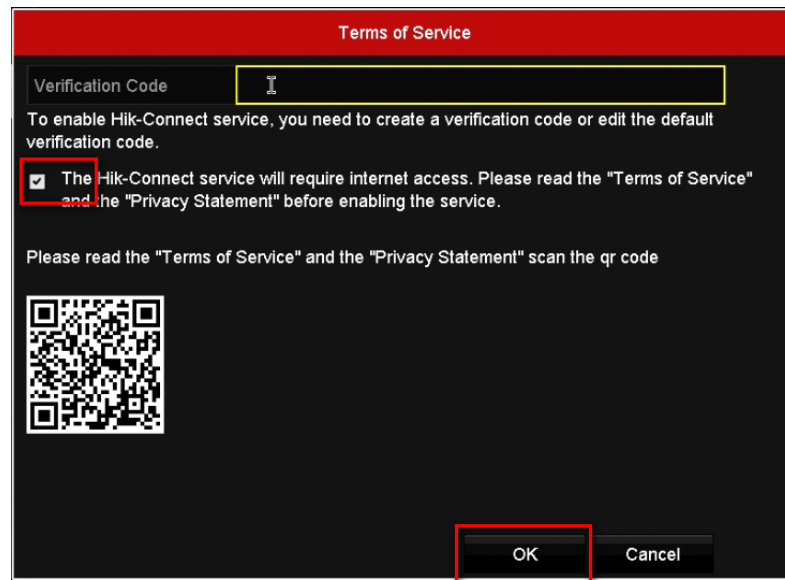 Terms of Service
Verification Code
To enable Hik-Connect service, you need to create a verification code or edit the default
verification code.
The Hik-Connect service will require internet access. Please read the "Terms of Service"
and the "Privacy Statement" before enabling the service.
Please read the "Terms of Service" and the "Privacy Statement" scan the qr code
OK Cancel